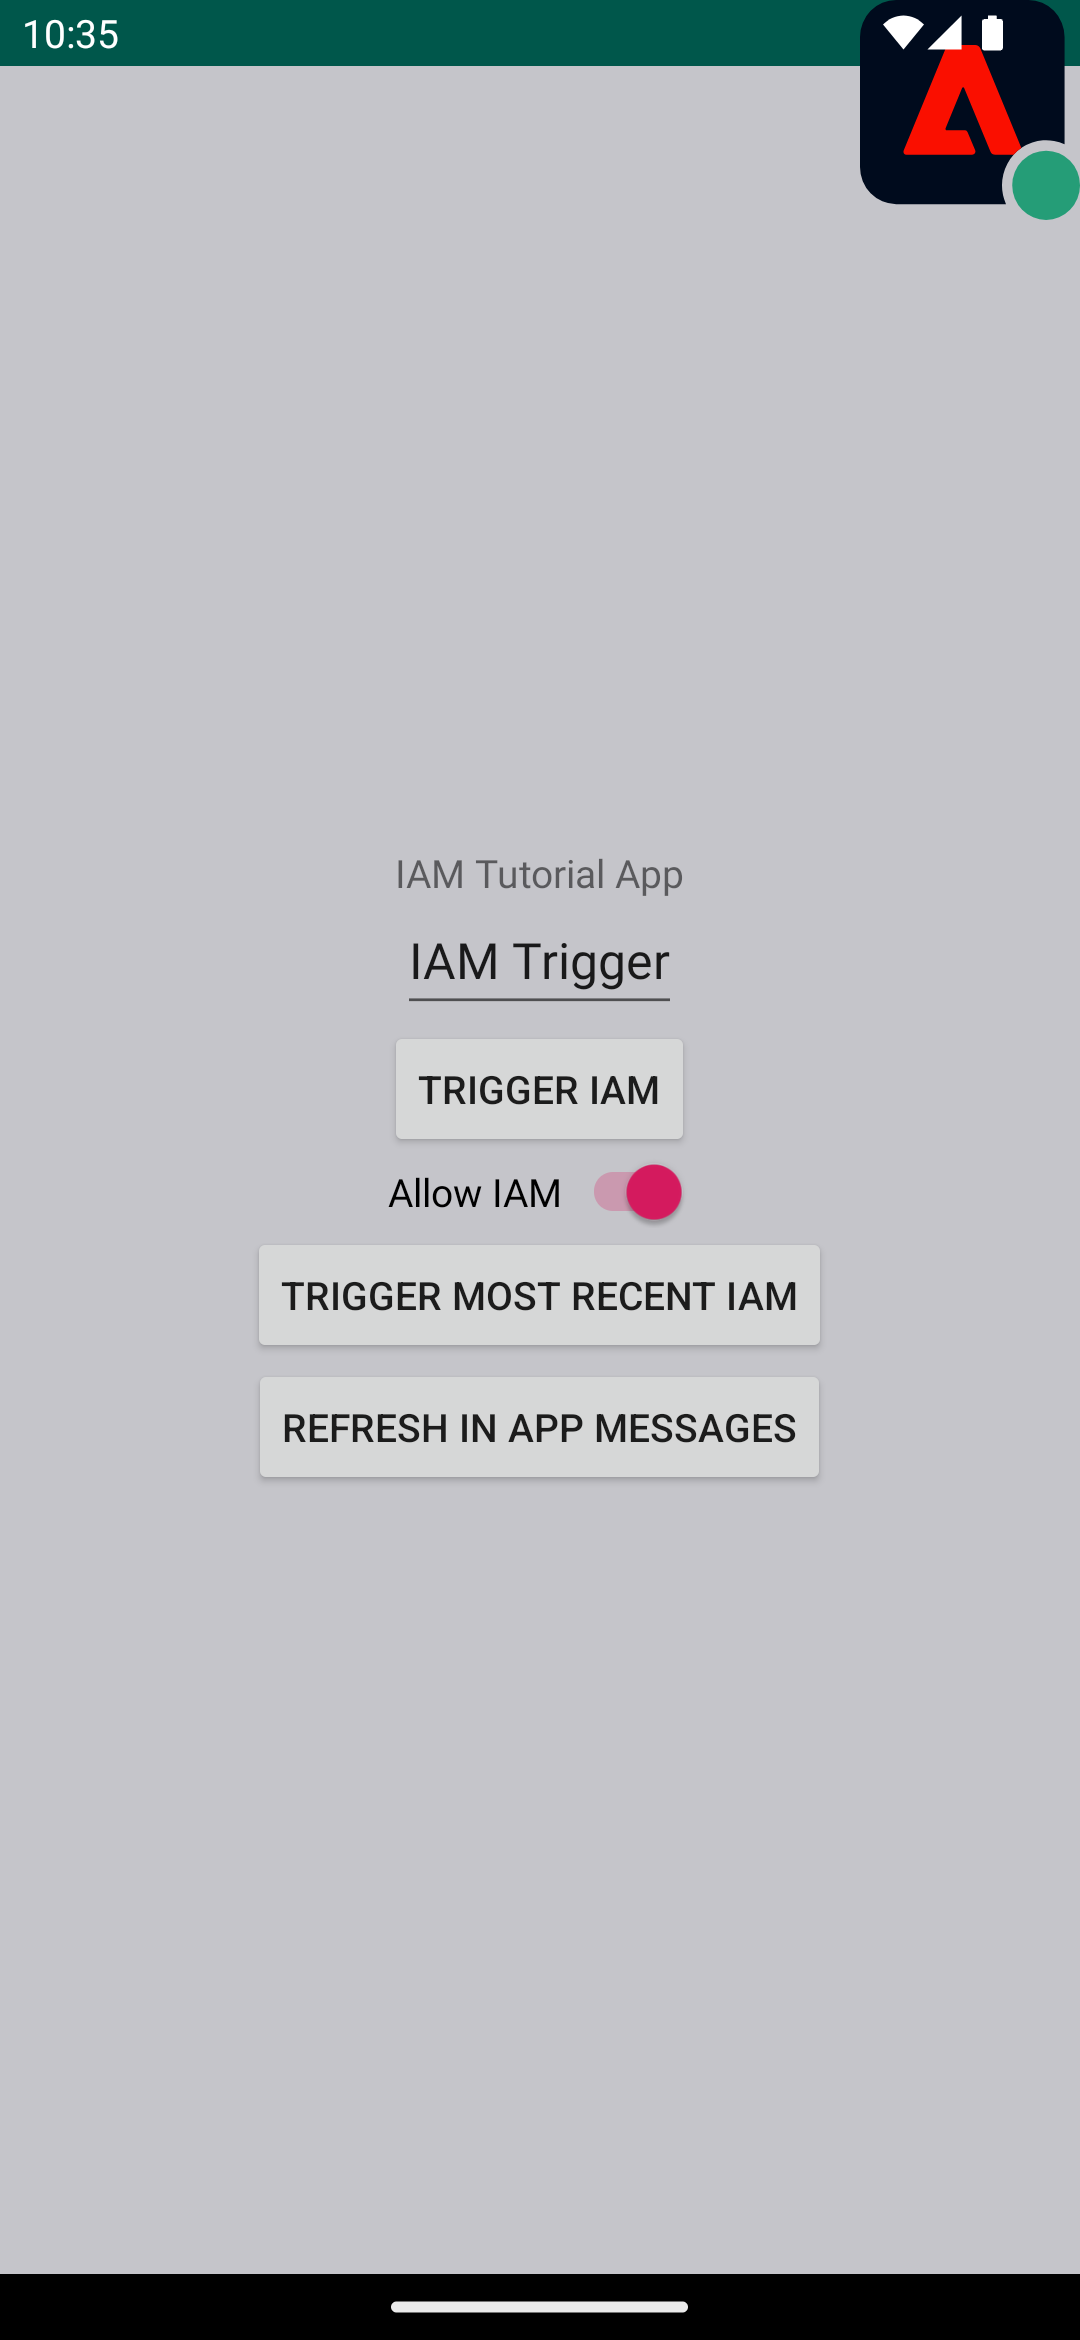 10:35
IAM Tutorial App
IAM Trigger
TRIGGER IAM
Allow IAM
TRIGGER MOST RECENT IAM
REFRESH IN APP MESSAGES